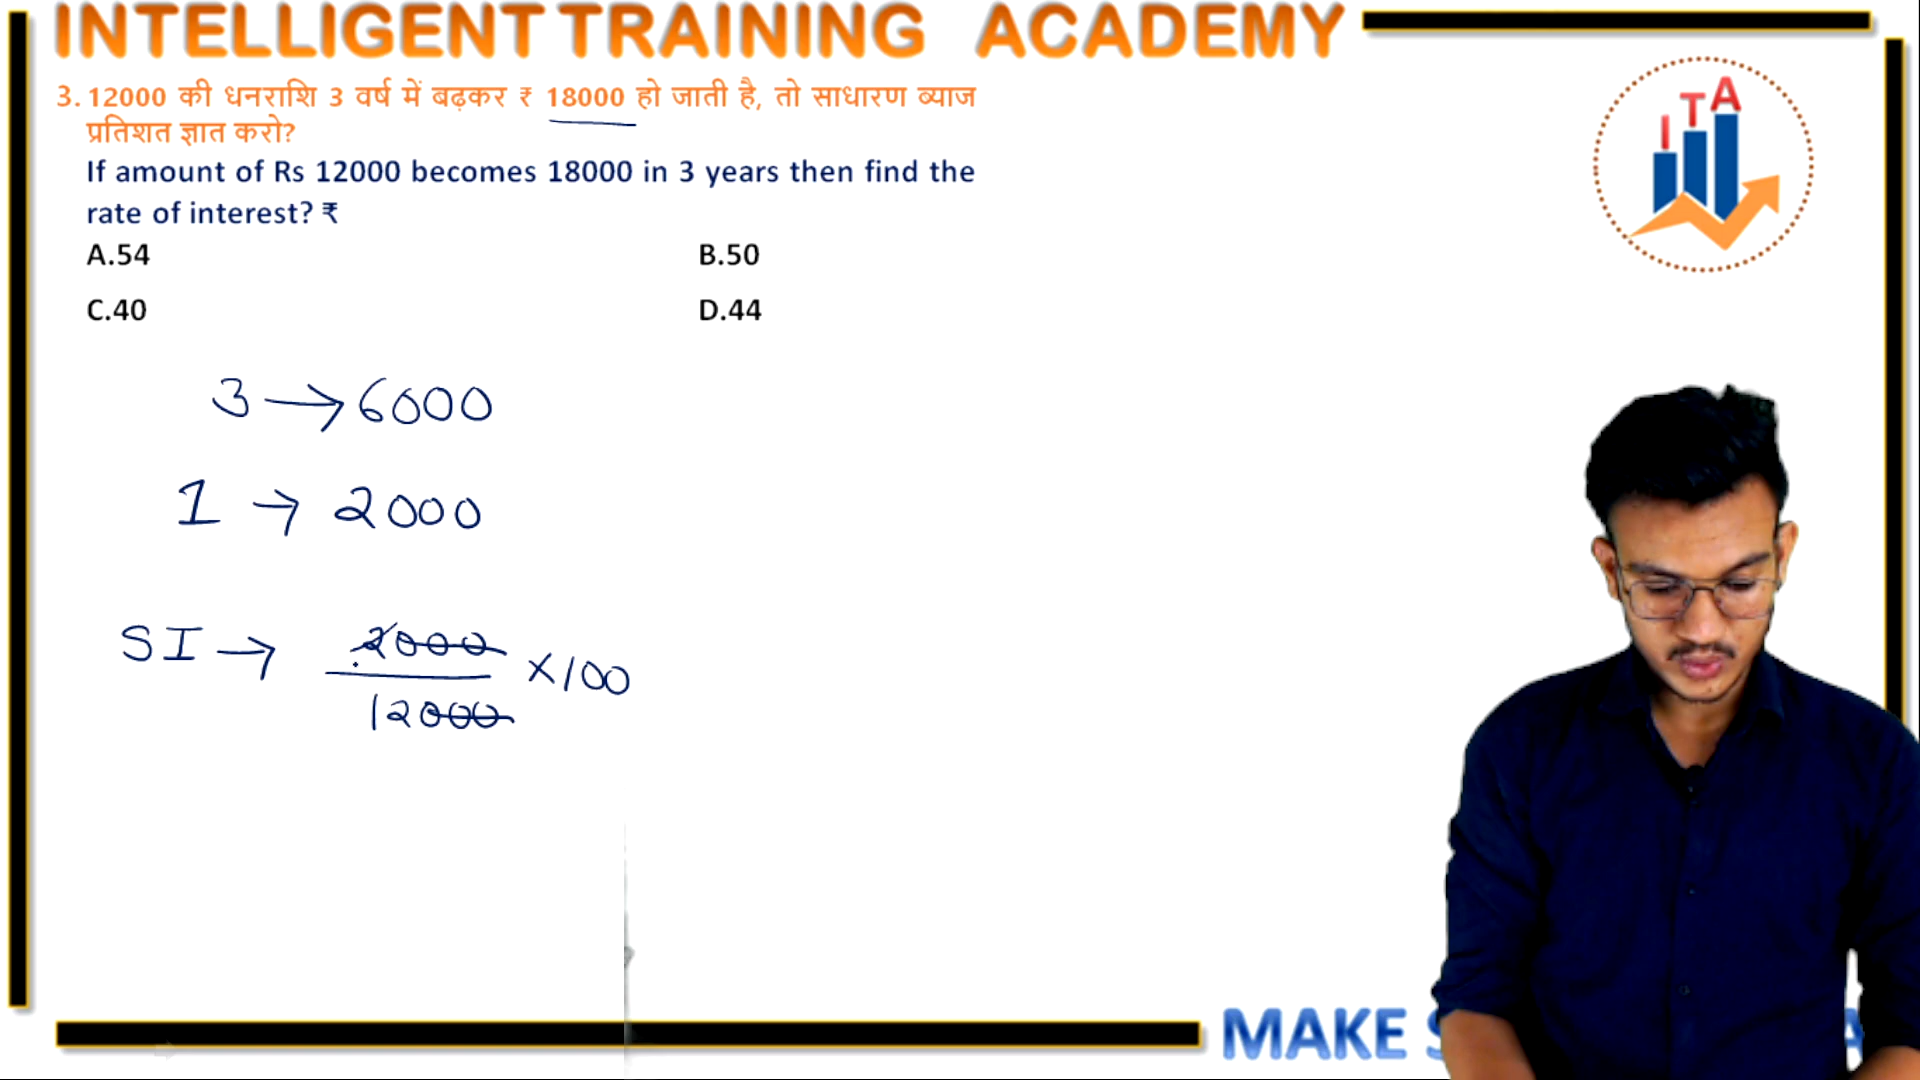 INTELLIGENT TRAINING ACADEMY
3. 12000 की धनराशि 3 वर्ष में बढ़कर ₹ 18000 हो जाती है, तो साधारण ब्याज
प्रतिशत ज्ञात करो?
If amount of Rs 12000 becomes 18000 in 3 years then find the
rate of interest? ₹
A.54 B.50
C.40 D.44
ITA
3 → 6000
1 → 2000
SI → 2000
12000
×100
MAKE